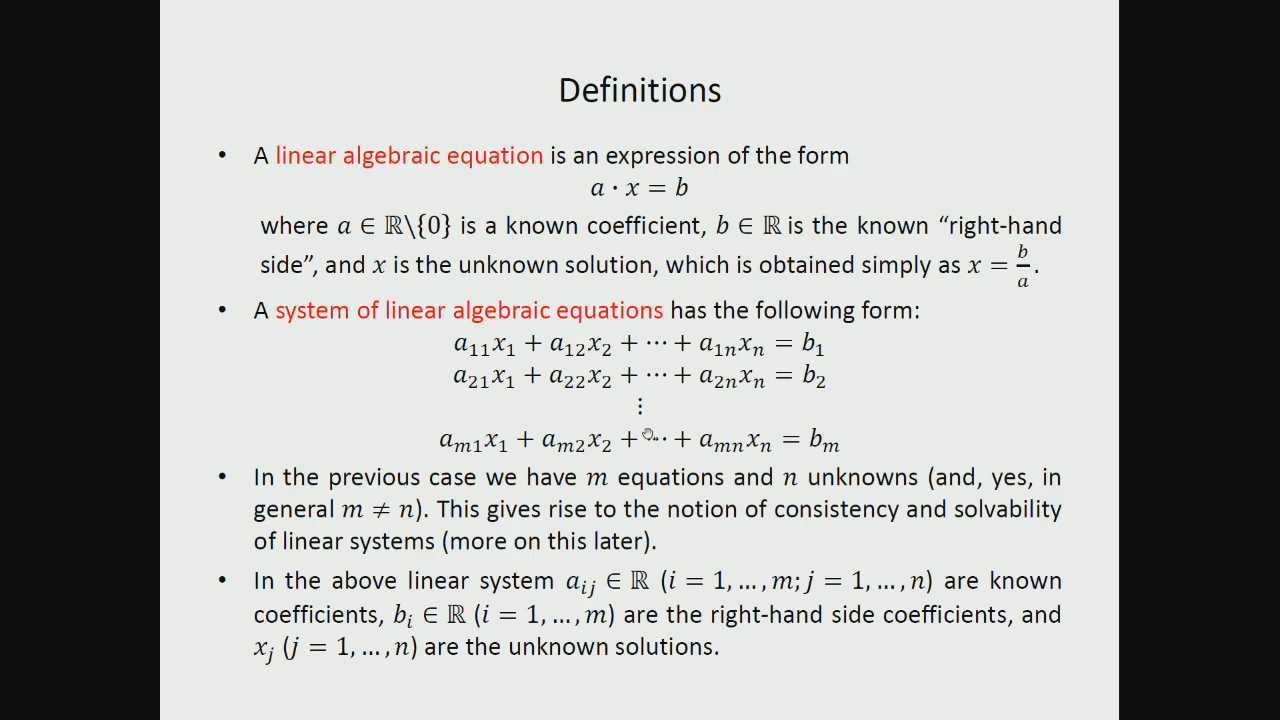 Definitions
• A linear algebraic equation is an expression of the form
a · x = b
where a ∈ ℝ\{0} is a known coefficient, b ∈ ℝ is the known “right-hand
side”, and x is the unknown solution, which is obtained simply as x = b/a.
• A system of linear algebraic equations has the following form:
a₁₁x₁ + a₁₂x₂ + ⋯ + a₁ₙxₙ = b₁
a₂₁x₁ + a₂₂x₂ + ⋯ + a₂ₙxₙ = b₂
⋮
aₘ₁x₁ + aₘ₂x₂ + ⋯ + aₘₙxₙ = bₘ
• In the previous case we have m equations and n unknowns (and, yes, in
general m ≠ n). This gives rise to the notion of consistency and solvability
of linear systems (more on this later).
• In the above linear system aᵢⱼ ∈ ℝ (i = 1, …, m; j = 1, …, n) are known
coefficients, bᵢ ∈ ℝ (i = 1, …, m) are the right-hand side coefficients, and
xⱼ (j = 1, …, n) are the unknown solutions.